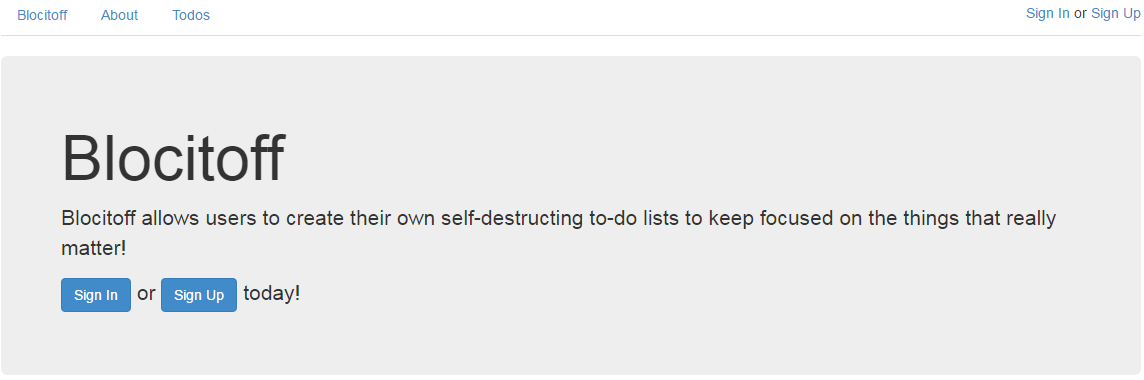 Blocitoff About Todos Sign In or Sign Up
Blocitoff
Blocitoff allows users to create their own self-destructing to-do lists to keep focused on the things that really
matter!
Sign In or Sign Up today!